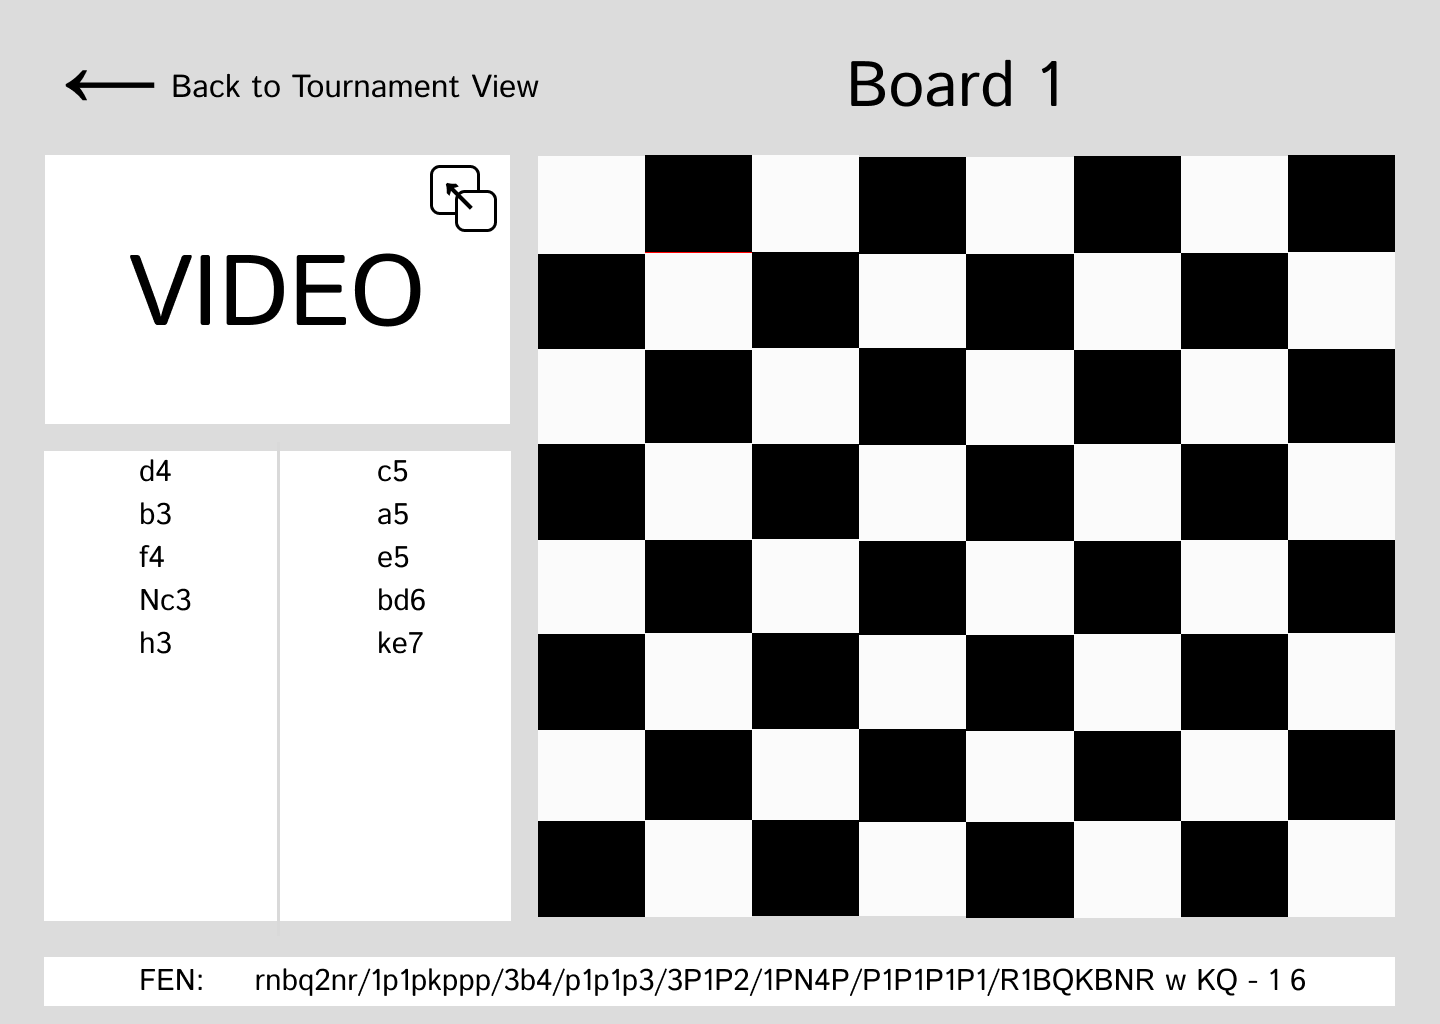 Back to Tournament View
Board 1
VIDEO
d4 c5
b3 a5
f4 e5
Nc3 bd6
h3 ke7
FEN: rnbq2nr/1p1pkppp/3b4/p1p1p3/3P1P2/1PN4P/P1P1P1P1/R1BQKBNR w KQ - 1 6